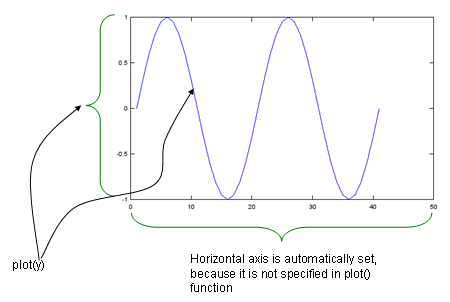 1
0.5
0
-0.5
-1
0 10 20 30 40 50
plot(y)
Horizontal axis is automatically set,
because it is not specified in plot()
function